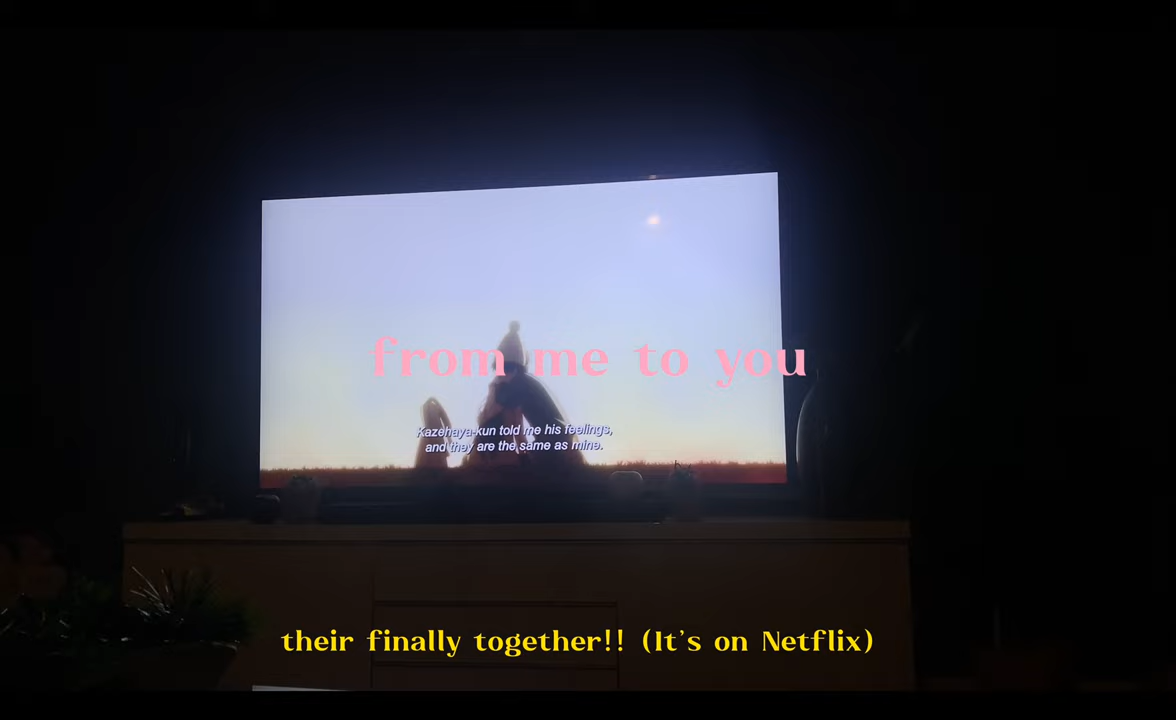 from me to you
Kazehaya-kun told me his feelings,
and they are the same as mine.
their finally together!! (It's on Netflix)